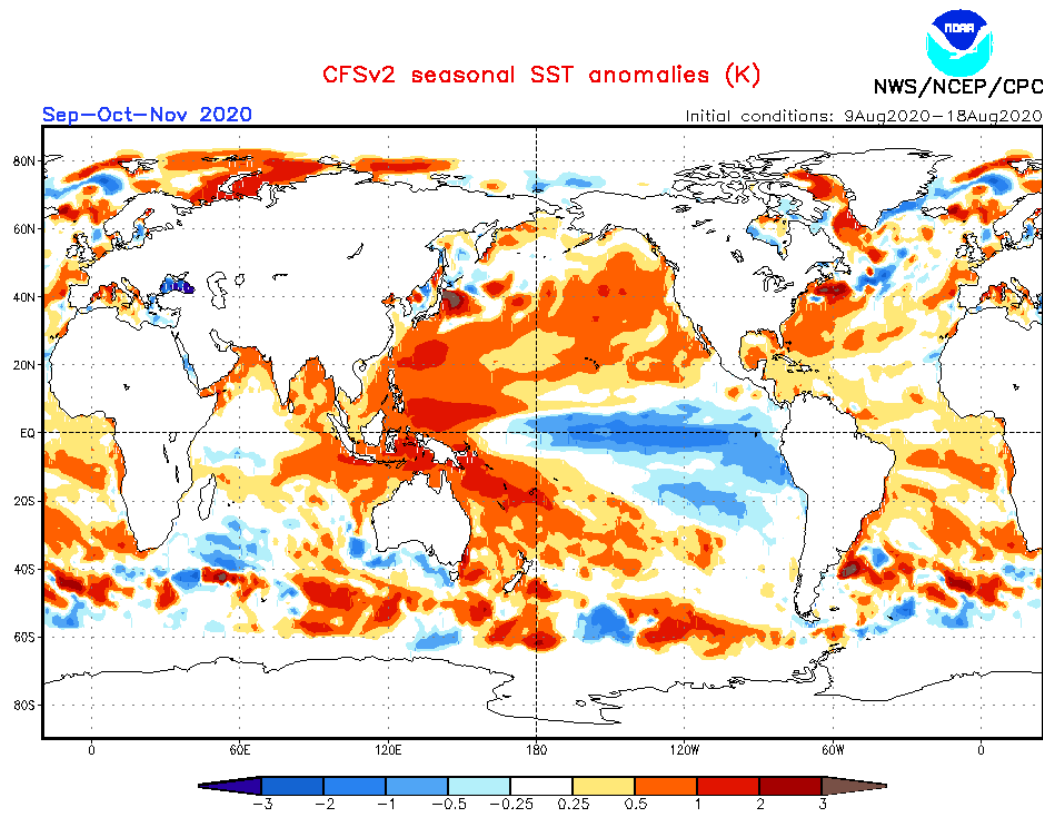 NOAA
CFSv2 seasonal SST anomalies (K)
NWS/NCEP/CPC
Sep-Oct-Nov 2020
Initial conditions: 9Aug2020-18Aug2020
80N
60N
40N
20N
EQ
20S
40S
60S
80S
0 60E 120E 180 120W 60W 0
-3 -2 -1 -0.5 -0.25 0.25 0.5 1 2 3